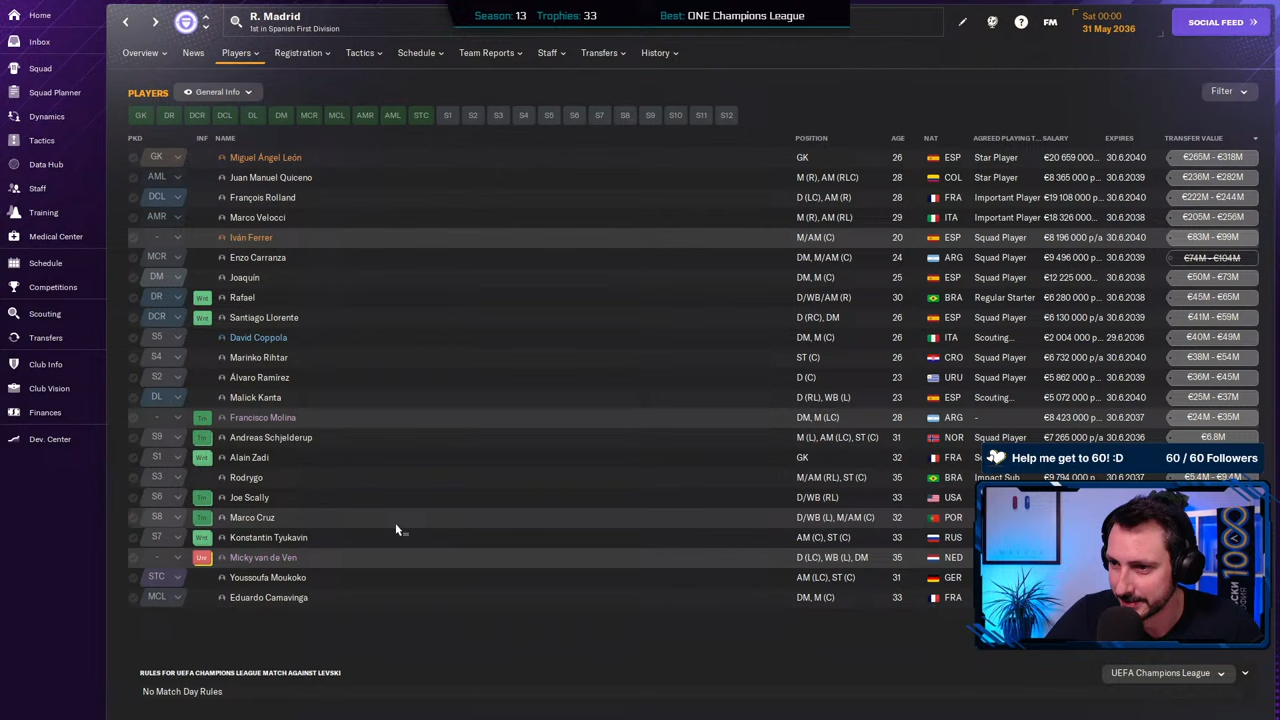 Home
Inbox
Squad
Squad Planner
Dynamics
Tactics
Data Hub
Staff
Training
Medical Center
Schedule
Competitions
Scouting
Transfers
Club Info
Club Vision
Finances
Dev. Center
Season: 13 Trophies: 33 Best: ONE Champions League
R. Madrid
1st in Spanish First Division
FM
Sat 00:00
31 May 2036
SOCIAL FEED
Overview News Players Registration Tactics Schedule Team Reports Staff Transfers History
PLAYERS General Info Filter
GK DR DCR DCL DL DM MCR MCL AMR AML STC S1 S2 S3 S4 S5 S6 S7 S8 S9 S10 S11 S12
PKD INF NAME POSITION AGE NAT AGREED PLAYING T... SALARY EXPIRES TRANSFER VALUE
GK Miguel Ángel León GK 26 ESP Star Player €20 659 000... 30.6.2040 €265M - €318M
AML Juan Manuel Quiceno M (R), AM (RLC) 28 COL Star Player €8 365 000 p... 30.6.2039 €236M - €282M
DCL François Rolland D (LC), AM (R) 28 FRA Important Player €19 108 000... 30.6.2040 €222M - €244M
AMR Marco Velocci M (R), AM (RL) 29 ITA Important Player €18 326 000... 30.6.2040 €205M - €256M
- Iván Ferrer M/AM (C) 20 ESP Squad Player €8 196 000 p/a 30.6.2040 €83M - €99M
MCR Enzo Carranza DM, M/AM (C) 24 ARG Squad Player €9 496 000 p... 30.6.2039 €74M - €104M
DM Joaquín DM, M (C) 25 ESP Squad Player €12 225 000... 30.6.2038 €50M - €73M
DR Wnt Rafael D/WB/AM (R) 30 BRA Regular Starter €6 280 000 p... 30.6.2038 €45M - €65M
DCR Wnt Santiago Llorente D (RC), DM 26 ESP Squad Player €6 130 000 p... 30.6.2038 €41M - €59M
S5 David Coppola DM, M (C) 26 ITA Scouting... €2 004 000 p... 29.6.2036 €40M - €49M
S4 Marinko Rihtar ST (C) 26 CRO Squad Player €6 732 000 p... 30.6.2039 €38M - €54M
S2 Álvaro Ramírez D (C) 23 URU Squad Player €5 862 000 p... 30.6.2039 €36M - €45M
DL Malick Kanta D (RL), WB (L) 23 ESP Scouting... €5 072 000 p... 30.6.2040 €25M - €37M
- Trn Francisco Molina DM, M (LC) 28 ARG - €8 423 000 p... 30.6.2037 €24M - €35M
S9 Trn Andreas Schjelderup M (L), AM (LC), ST (C) 31 NOR Squad Player €7 265 000 p... 30.6.2036 €6.8M
S1 Wnt Alain Zadi GK 32 FRA
S3 Rodrygo M/AM (RL), ST (C) 35 BRA
S6 Trn Joe Scally D/WB (RL) 33 USA
S8 Trn Marco Cruz D/WB (L), M/AM (C) 32 POR
S7 Wnt Konstantin Tyukavin AM (C), ST (C) 33 RUS
- Unr Micky van de Ven D (LC), WB (L), DM 35 NED
STC Youssoufa Moukoko AM (LC), ST (C) 31 GER
MCL Eduardo Camavinga DM, M (C) 33 FRA
Help me get to 60! :D 60 / 60 Followers
1000
RULES FOR UEFA CHAMPIONS LEAGUE MATCH AGAINST LEVSKI
UEFA Champions League
No Match Day Rules